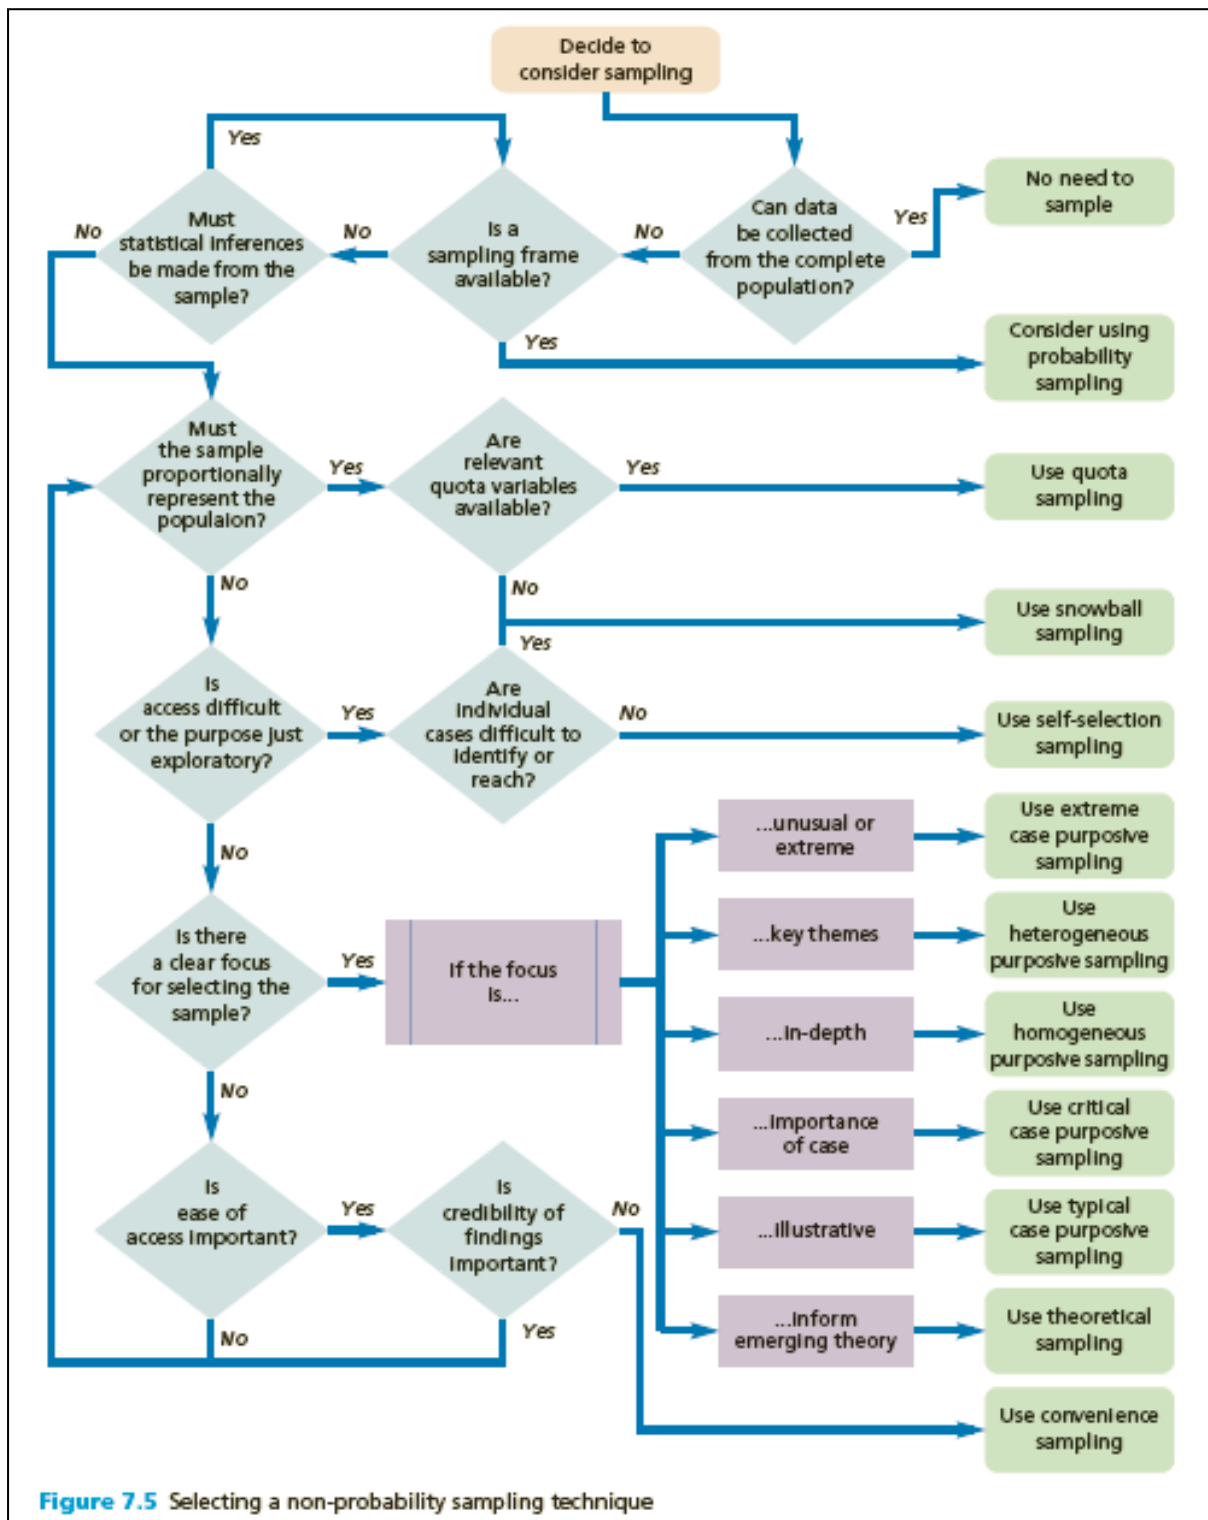 Decide to
consider sampling
Yes
No
Must
statistical inferences
be made from the
sample?
No
Is a
sampling frame
available?
No
Can data
be collected
from the complete
population?
Yes
No need to
sample
Yes
Consider using
probability
sampling
Must
the sample
proportionally
represent the
populaion?
Yes
Are
relevant
quota variables
available?
Yes
Use quota
sampling
No
No
Use snowball
sampling
Yes
Is
access difficult
or the purpose just
exploratory?
Yes
Are
individual
cases difficult to
identify or
reach?
No
Use self-selection
sampling
No
Is there
a clear focus
for selecting the
sample?
Yes
If the focus
is...
...unusual or
extreme
Use extreme
case purposive
sampling
...key themes
Use
heterogeneous
purposive sampling
...in-depth
Use
homogeneous
purposive sampling
...importance
of case
Use critical
case purposive
sampling
...illustrative
Use typical
case purposive
sampling
...inform
emerging theory
Use theoretical
sampling
No
Is
ease of
access important?
Yes
Is
credibility of
findings
important?
No
No
Yes
Use convenience
sampling
Figure 7.5 Selecting a non-probability sampling technique